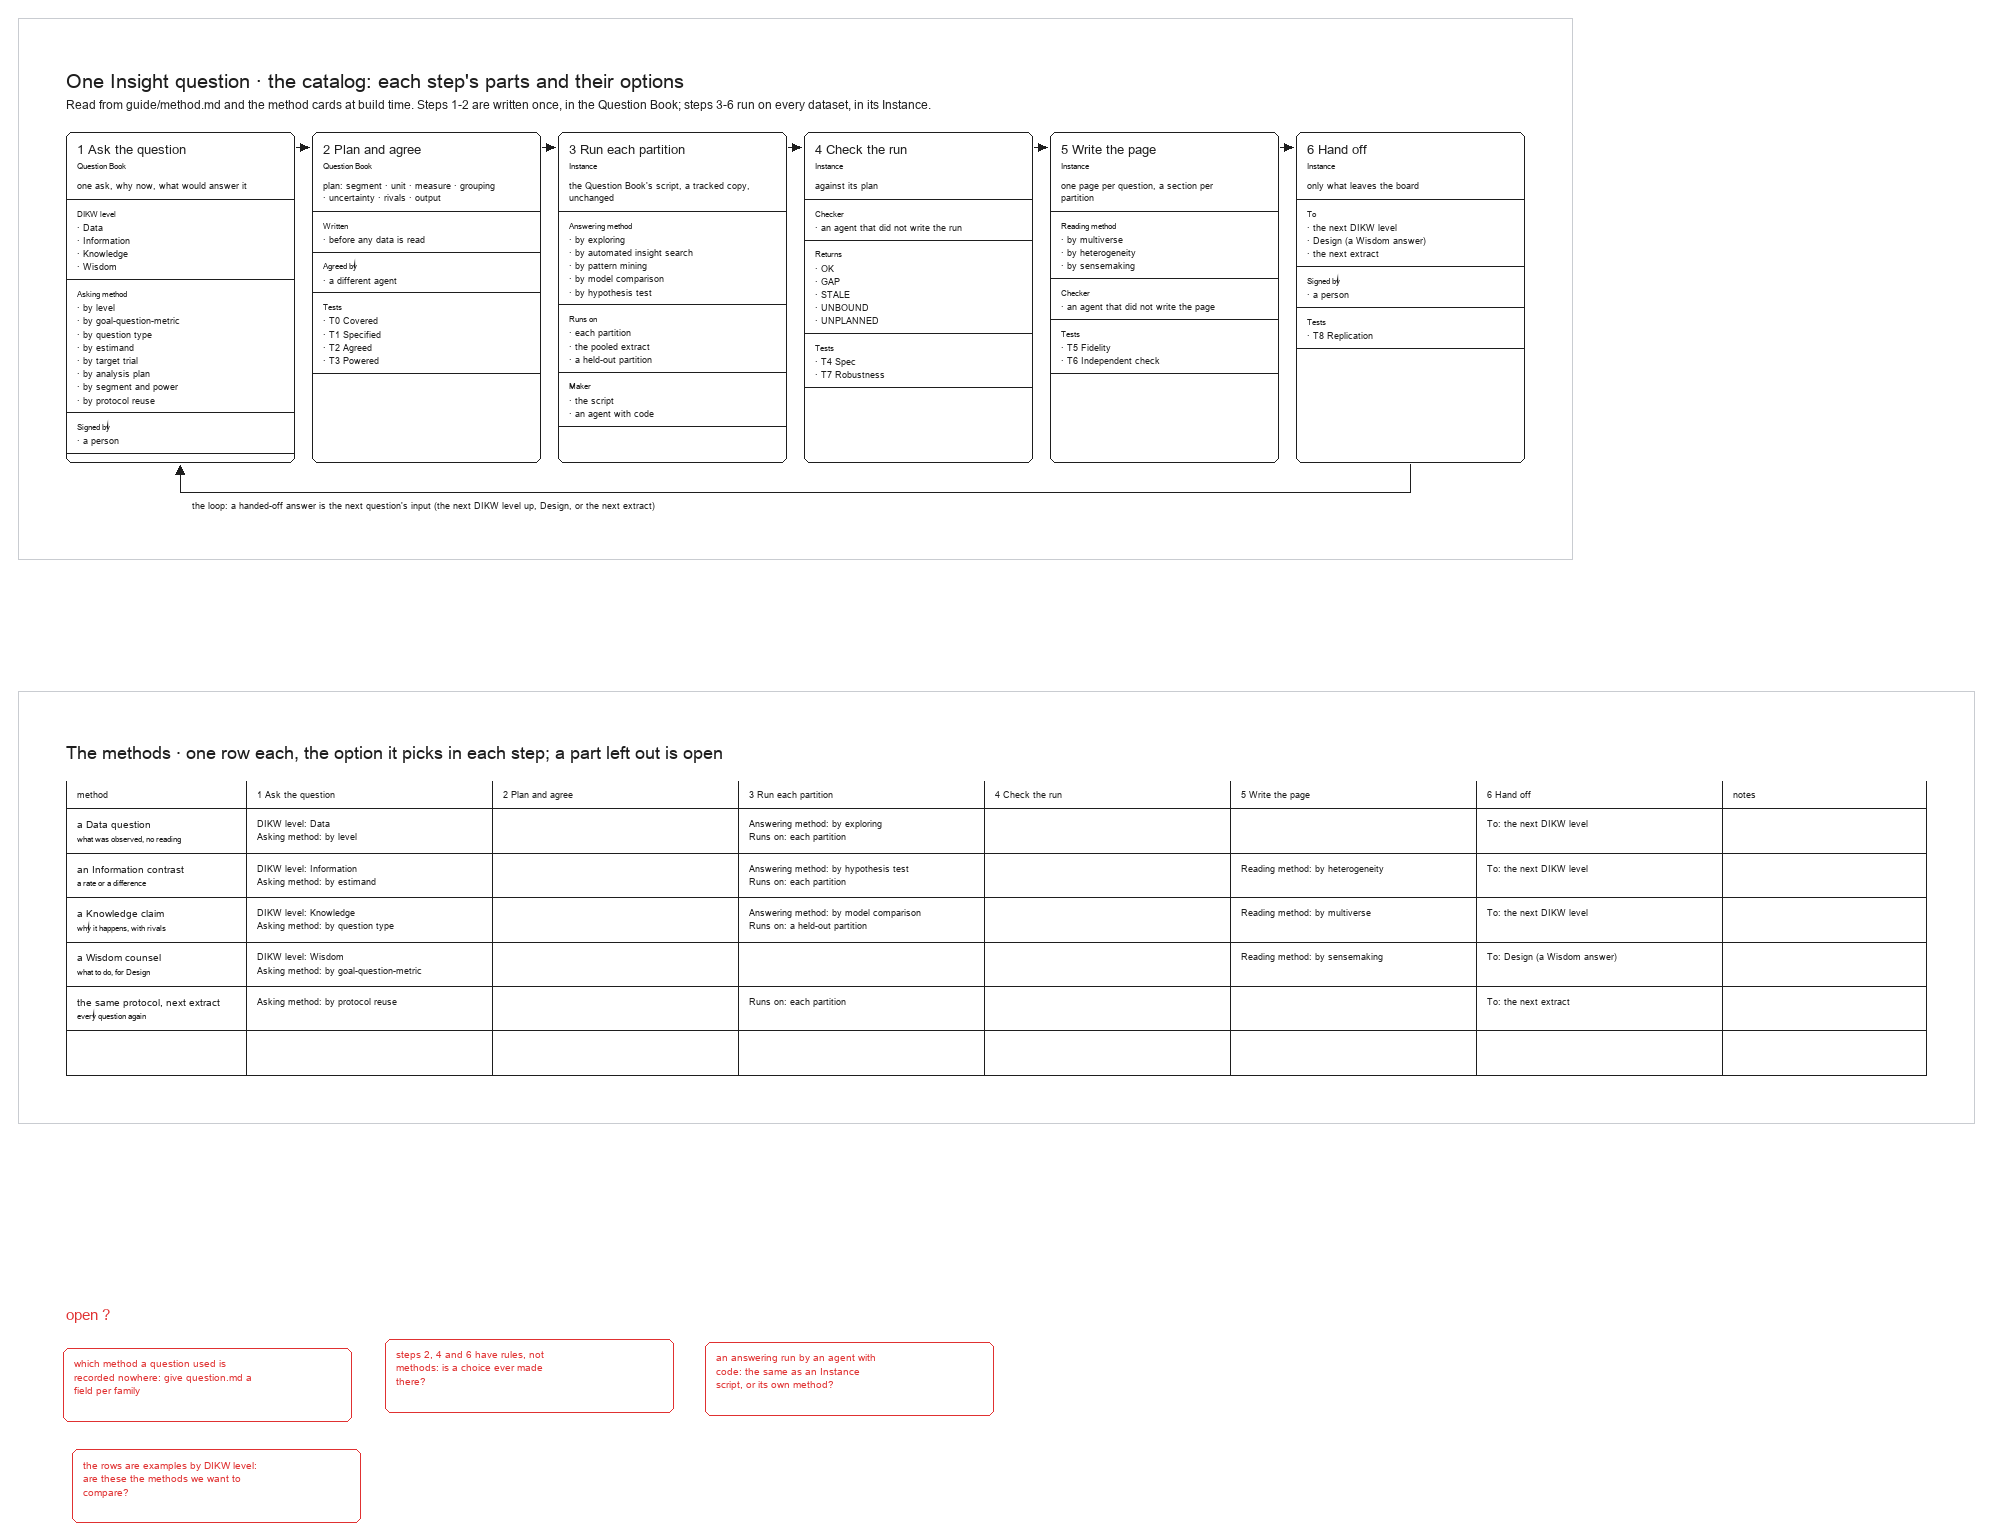 One Insight question · the catalog: each step's parts and their options
Read from guide/method.md and the method cards at build time. Steps 1-2 are written once, in the Question Book; steps 3-6 run on every dataset, in its Instance.
1 Ask the question
Question Book
one ask, why now, what would answer it
DIKW level
· Data
· Information
· Knowledge
· Wisdom
Asking method
· by level
· by goal-question-metric
· by question type
· by estimand
· by target trial
· by analysis plan
· by segment and power
· by protocol reuse
Signed by
· a person
2 Plan and agree
Question Book
plan: segment · unit · measure · grouping
· uncertainty · rivals · output
Written
· before any data is read
Agreed by
· a different agent
Tests
· T0 Covered
· T1 Specified
· T2 Agreed
· T3 Powered
3 Run each partition
Instance
the Question Book's script, a tracked copy,
unchanged
Answering method
· by exploring
· by automated insight search
· by pattern mining
· by model comparison
· by hypothesis test
Runs on
· each partition
· the pooled extract
· a held-out partition
Maker
· the script
· an agent with code
4 Check the run
Instance
against its plan
Checker
· an agent that did not write the run
Returns
· OK
· GAP
· STALE
· UNBOUND
· UNPLANNED
Tests
· T4 Spec
· T7 Robustness
5 Write the page
Instance
one page per question, a section per
partition
Reading method
· by multiverse
· by heterogeneity
· by sensemaking
Checker
· an agent that did not write the page
Tests
· T5 Fidelity
· T6 Independent check
6 Hand off
Instance
only what leaves the board
To
· the next DIKW level
· Design (a Wisdom answer)
· the next extract
Signed by
· a person
Tests
· T8 Replication
the loop: a handed-off answer is the next question's input (the next DIKW level up, Design, or the next extract)
The methods · one row each, the option it picks in each step; a part left out is open
method
1 Ask the question
2 Plan and agree
3 Run each partition
4 Check the run
5 Write the page
6 Hand off
notes
a Data question
what was observed, no reading
DIKW level: Data
Asking method: by level
Answering method: by exploring
Runs on: each partition
To: the next DIKW level
an Information contrast
a rate or a difference
DIKW level: Information
Asking method: by estimand
Answering method: by hypothesis test
Runs on: each partition
Reading method: by heterogeneity
To: the next DIKW level
a Knowledge claim
why it happens, with rivals
DIKW level: Knowledge
Asking method: by question type
Answering method: by model comparison
Runs on: a held-out partition
Reading method: by multiverse
To: the next DIKW level
a Wisdom counsel
what to do, for Design
DIKW level: Wisdom
Asking method: by goal-question-metric
Reading method: by sensemaking
To: Design (a Wisdom answer)
the same protocol, next extract
every question again
Asking method: by protocol reuse
Runs on: each partition
To: the next extract
open ?
which method a question used is
recorded nowhere: give question.md a
field per family
steps 2, 4 and 6 have rules, not
methods: is a choice ever made
there?
an answering run by an agent with
code: the same as an Instance
script, or its own method?
the rows are examples by DIKW level:
are these the methods we want to
compare?